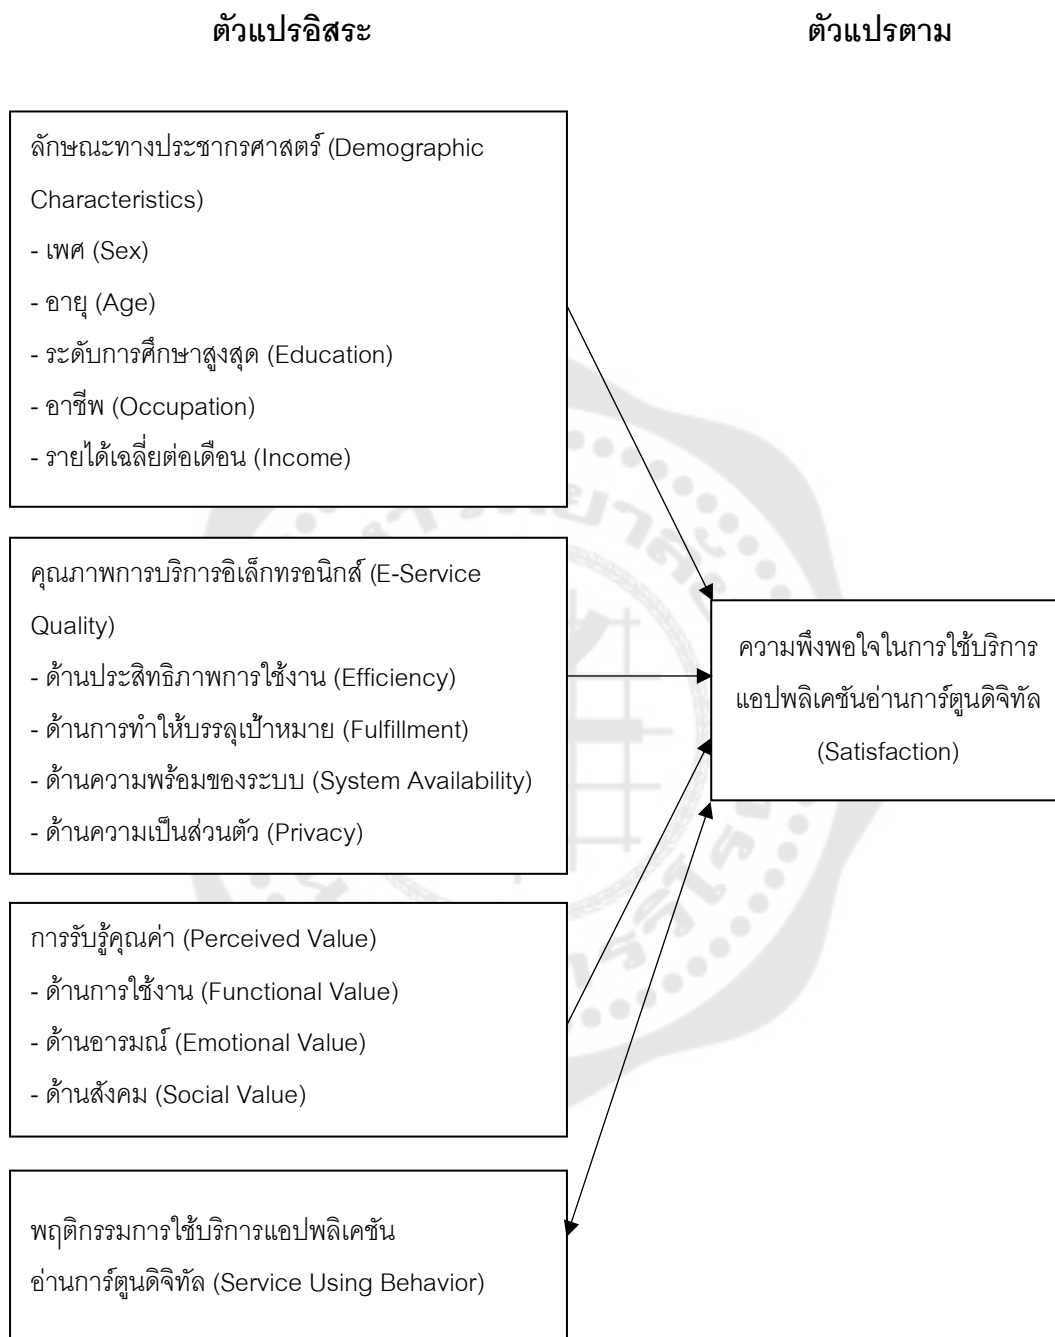 ตัวแปรอิสระ
ตัวแปรตาม
ลักษณะทางประชากรศาสตร์ (Demographic
Characteristics)
- เพศ (Sex)
- อายุ (Age)
- ระดับการศึกษาสูงสุด (Education)
- อาชีพ (Occupation)
- รายได้เฉลี่ยต่อเดือน (Income)
คุณภาพการบริการอิเล็กทรอนิกส์ (E-Service
Quality)
- ด้านประสิทธิภาพการใช้งาน (Efficiency)
- ด้านการทำให้บรรลุเป้าหมาย (Fulfillment)
- ด้านความพร้อมของระบบ (System Availability)
- ด้านความเป็นส่วนตัว (Privacy)
การรับรู้คุณค่า (Perceived Value)
- ด้านการใช้งาน (Functional Value)
- ด้านอารมณ์ (Emotional Value)
- ด้านสังคม (Social Value)
พฤติกรรมการใช้บริการแอปพลิเคชัน
อ่านการ์ตูนดิจิทัล (Service Using Behavior)
ความพึงพอใจในการใช้บริการ
แอปพลิเคชันอ่านการ์ตูนดิจิทัล
(Satisfaction)